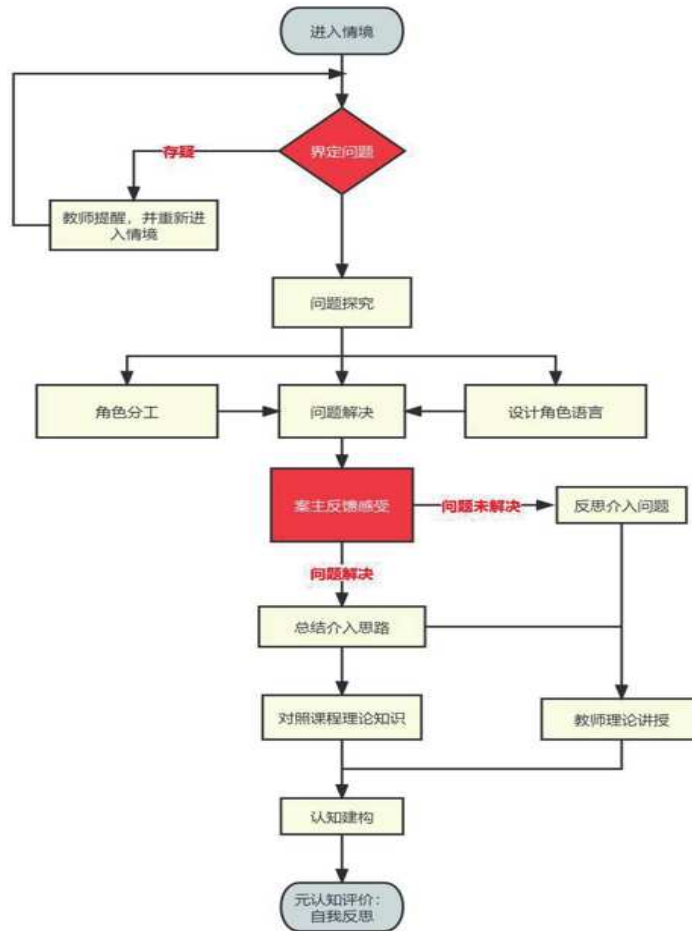 进入情境
界定问题
存疑
教师提醒，并重新进
入情境
问题探究
角色分工
问题解决
设计角色语言
案主反馈感受
问题未解决
反思介入问题
问题解决
总结介入思路
对照课程理论知识
教师理论讲授
认知建构
元认知评价：
自我反思